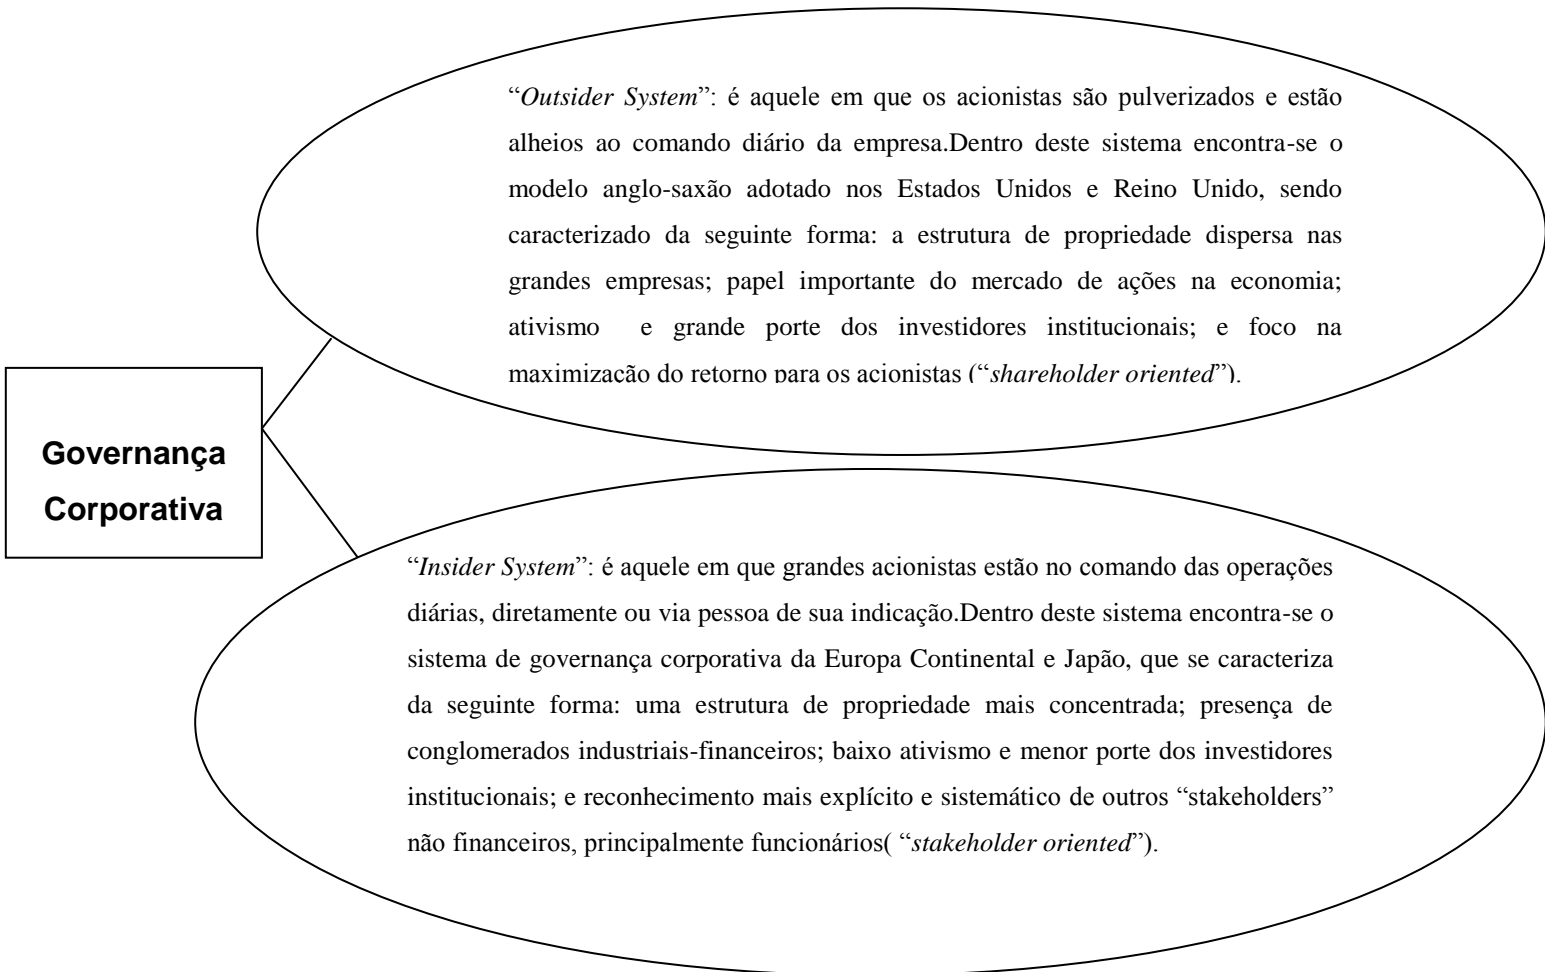 “Outsider System”: é aquele em que os acionistas são pulverizados e estão
alheios ao comando diário da empresa.Dentro deste sistema encontra-se o
modelo anglo-saxão adotado nos Estados Unidos e Reino Unido, sendo
caracterizado da seguinte forma: a estrutura de propriedade dispersa nas
grandes empresas; papel importante do mercado de ações na economia;
ativismo e grande porte dos investidores institucionais; e foco na
maximização do retorno para os acionistas (“shareholder oriented”).
Governança
Corporativa
“Insider System”: é aquele em que grandes acionistas estão no comando das operações
diárias, diretamente ou via pessoa de sua indicação.Dentro deste sistema encontra-se o
sistema de governança corporativa da Europa Continental e Japão, que se caracteriza
da seguinte forma: uma estrutura de propriedade mais concentrada; presença de
conglomerados industriais-financeiros; baixo ativismo e menor porte dos investidores
institucionais; e reconhecimento mais explícito e sistemático de outros “stakeholders”
não financeiros, principalmente funcionários( “stakeholder oriented”).